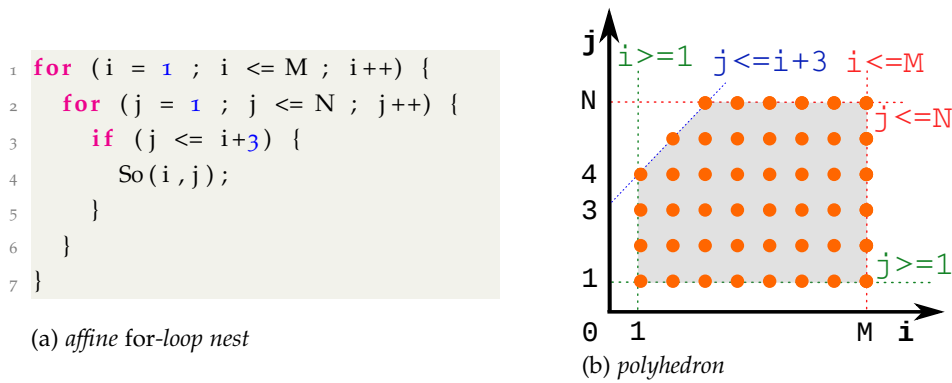 1 for (i = 1 ; i <= M ; i++) {
2 for (j = 1 ; j <= N ; j++) {
3 if (j <= i+3) {
4 So(i,j);
5 }
6 }
7 }
(a) affine for-loop nest
j
i>=1
j<=i+3
i<=M
N
j<=N
4
3
1
j>=1
0
1
M
i
(b) polyhedron